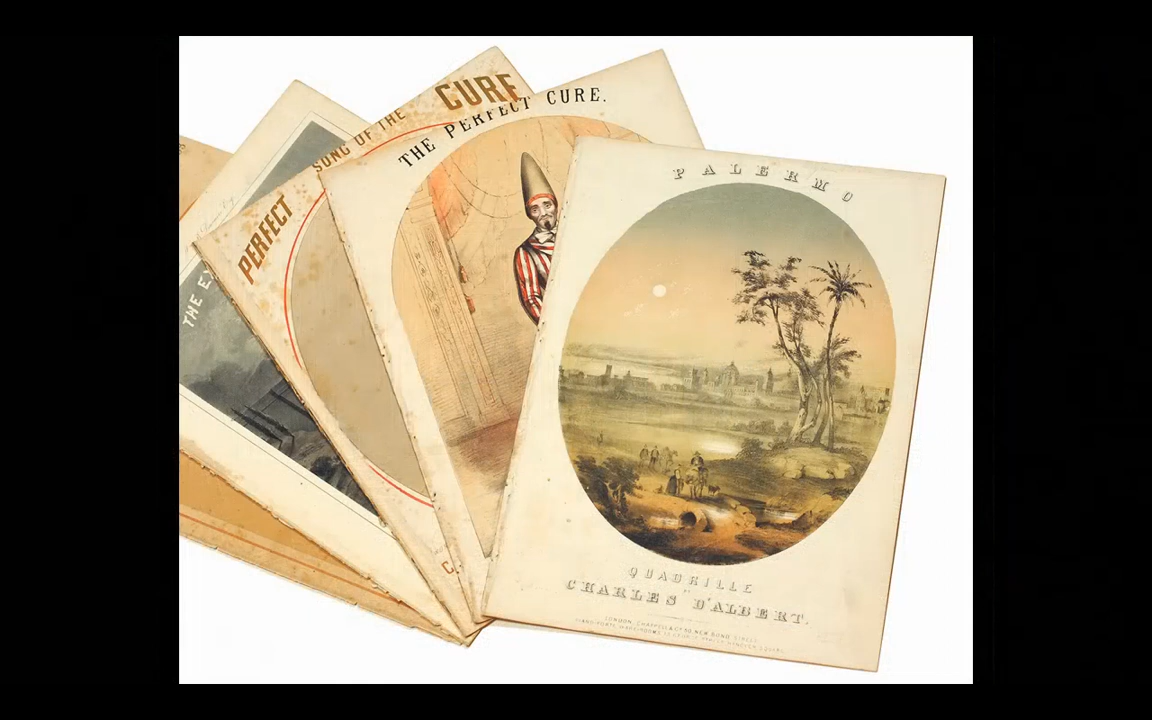 THE E
PERFECT
SONG OF THE
CURE
THE PERFECT CURE.
C
PALERMO
QUADRILLE
BY
CHARLES D'ALBERT.
LONDON, CHAPPELL & Co 50, NEW BOND STREET.